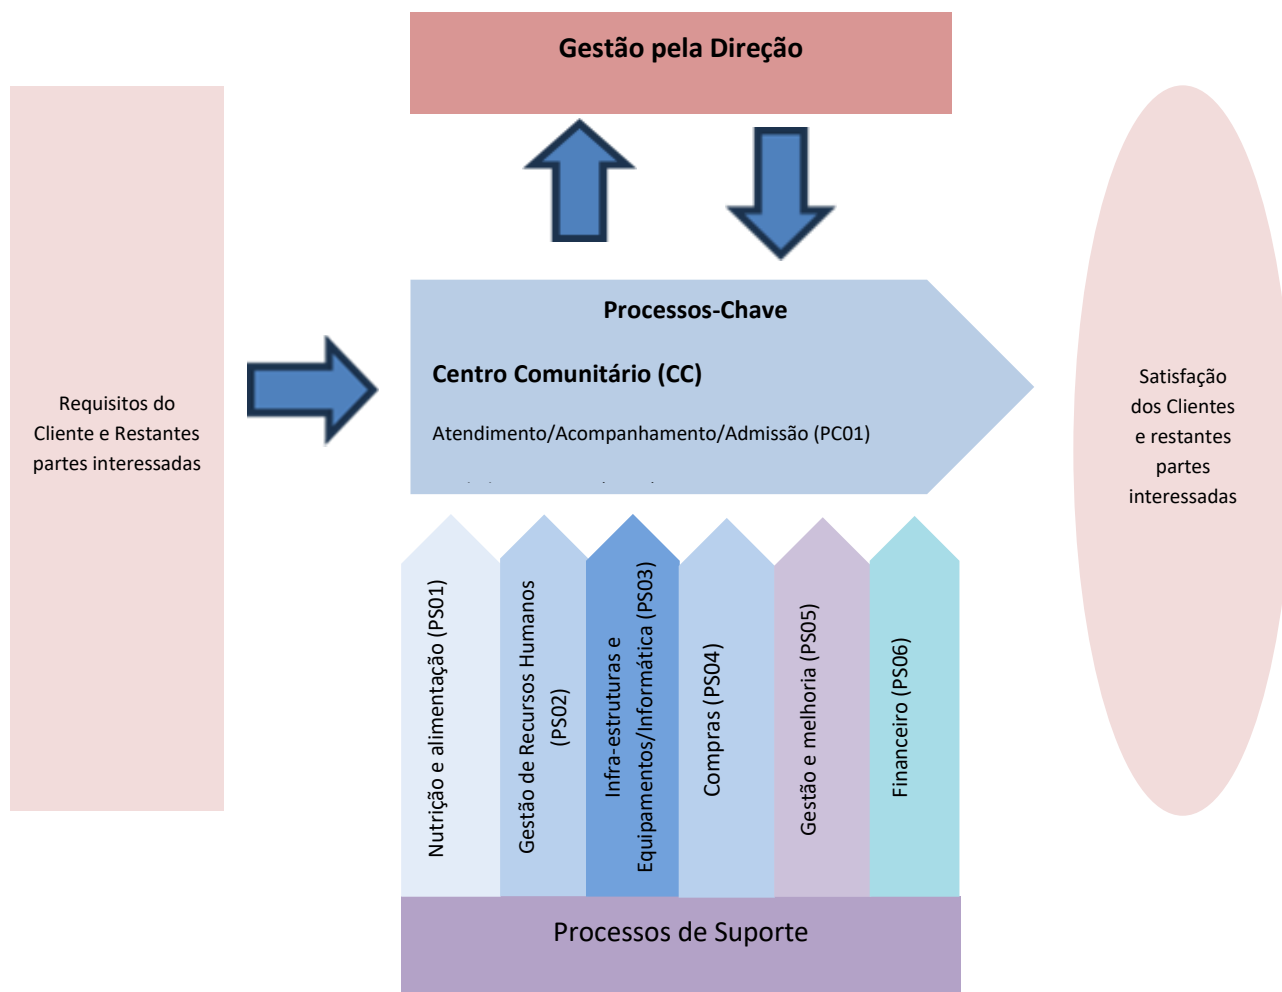 Gestão pela Direção
Processos-Chave
Centro Comunitário (CC)
Atendimento/Acompanhamento/Admissão (PC01)
Requisitos do
Cliente e Restantes
partes interessadas
Satisfação
dos Clientes
e restantes
partes
interessadas
Nutrição e alimentação (PS01)
Gestão de Recursos Humanos
(PS02)
Infra-estruturas e
Equipamentos/Informática (PS03)
Compras (PS04)
Gestão e melhoria (PS05)
Financeiro (PS06)
Processos de Suporte